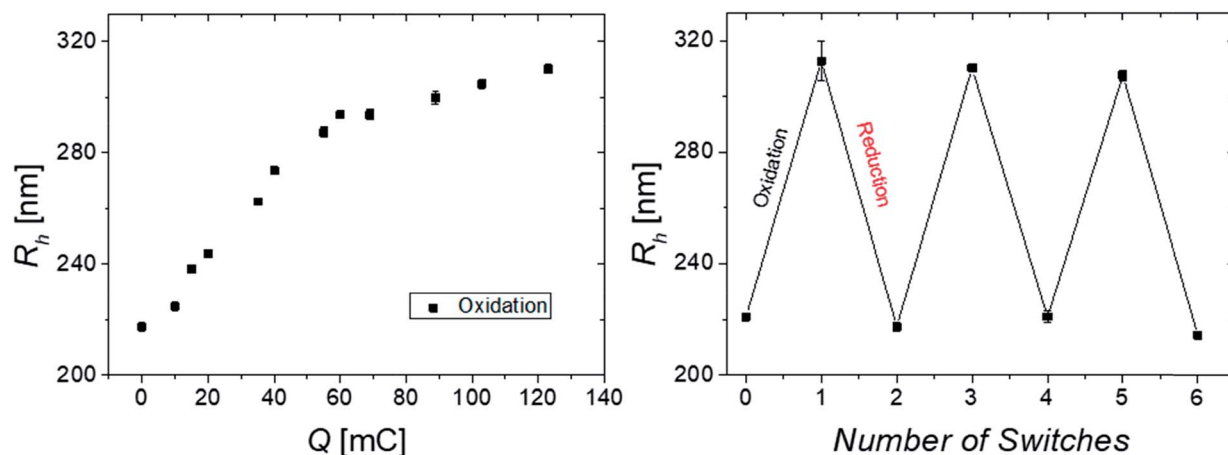 320
280
240
200
R_h [nm]
0 20 40 60 80 100 120 140
Q [mC]
Oxidation
320
280
240
200
R_h [nm]
Oxidation
Reduction
0 1 2 3 4 5 6
Number of Switches